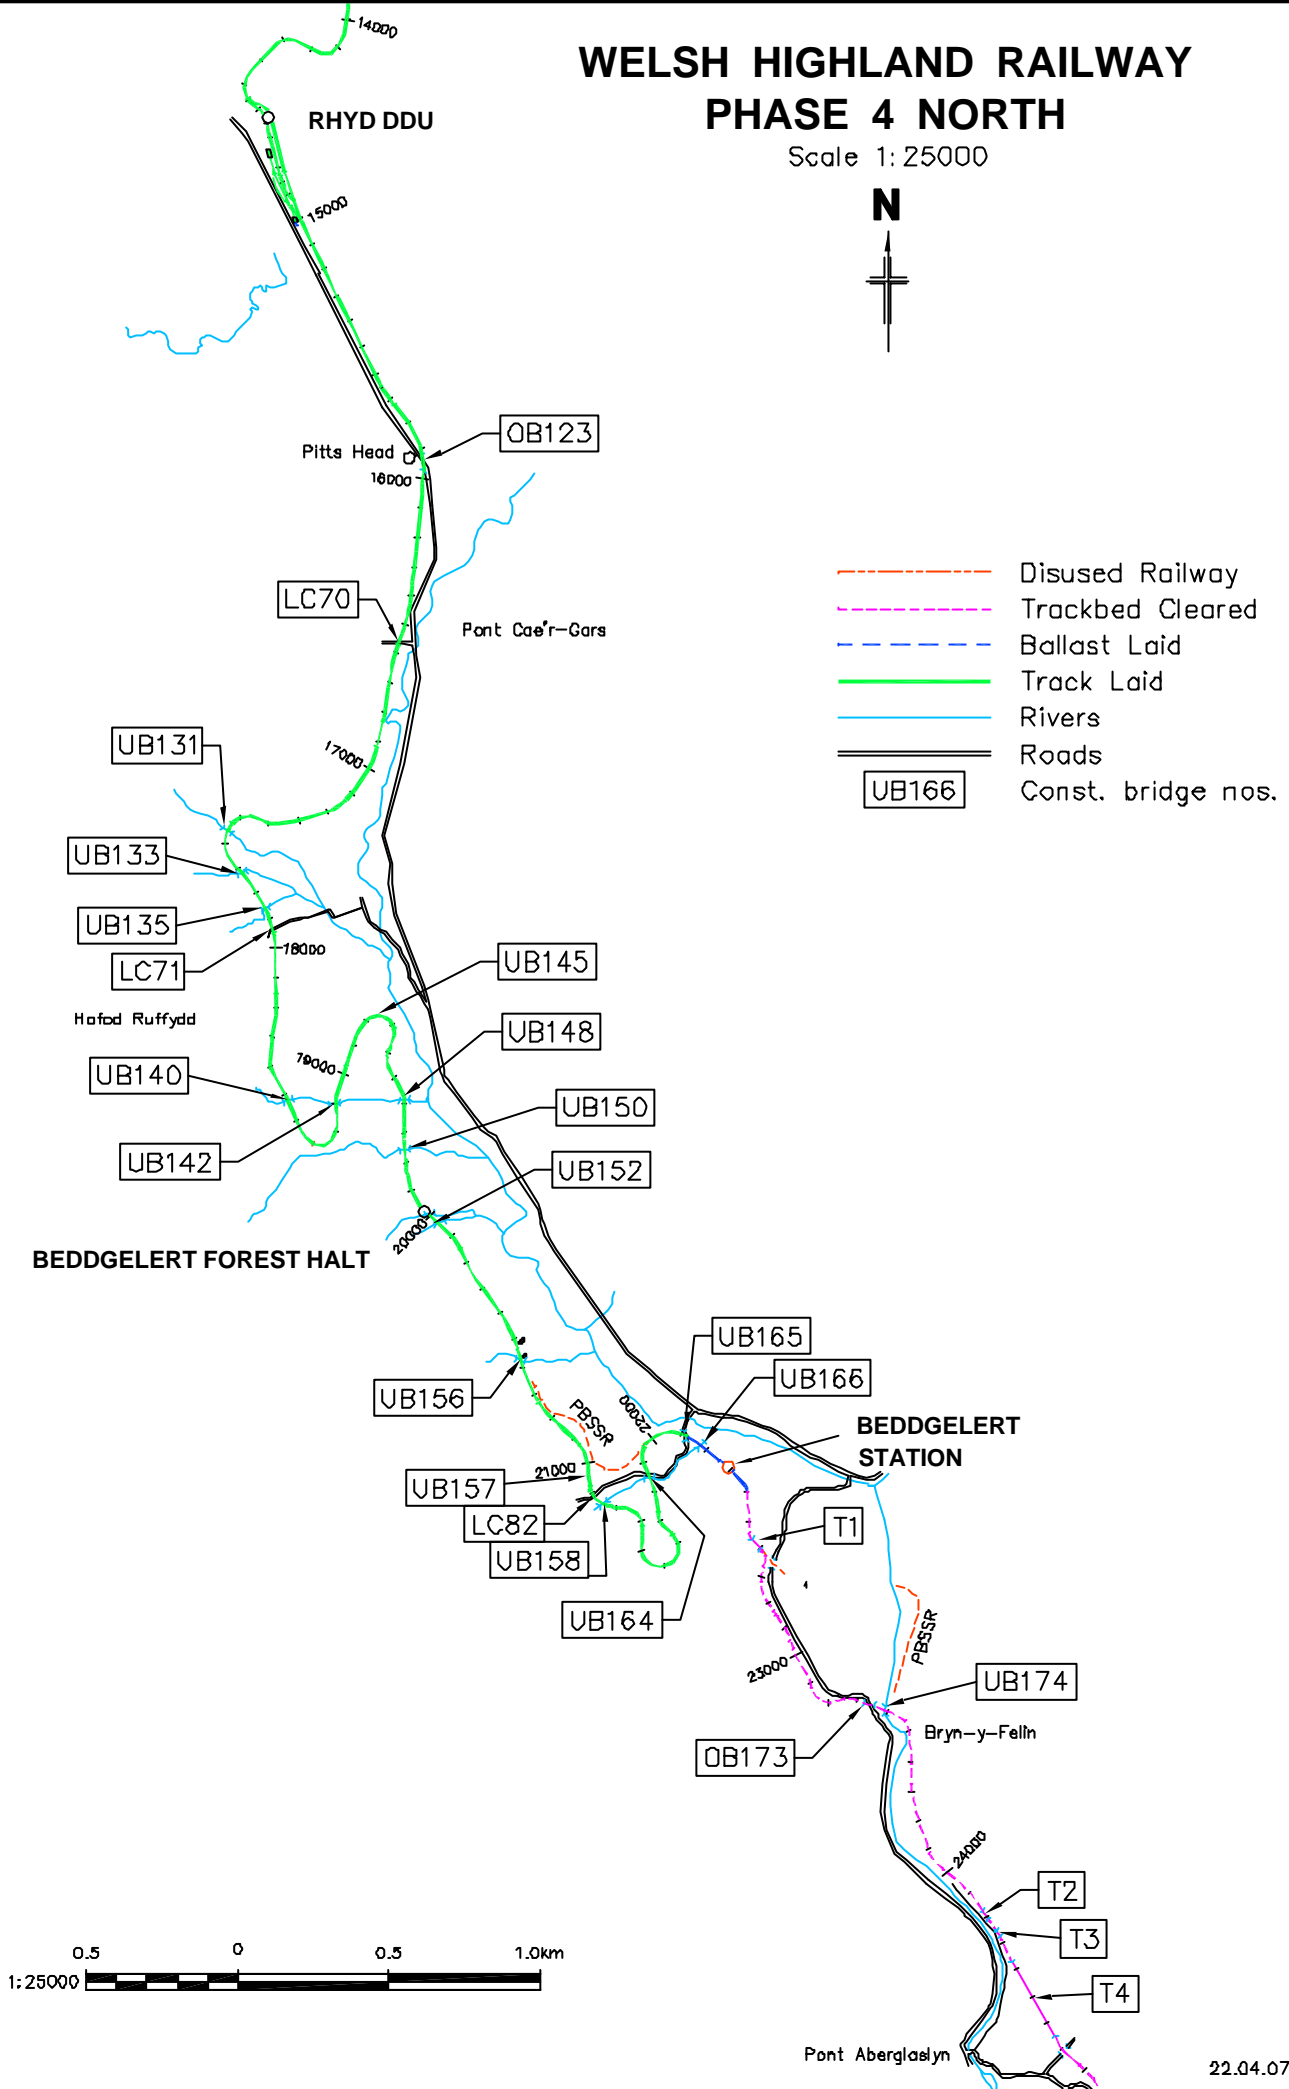 14000
WELSH HIGHLAND RAILWAY
PHASE 4 NORTH
Scale 1:25000
N
RHYD DDU
15000
OB123
Pitts Head
16000
LC70
Pont Cae'r-Gars
Disused Railway
Trackbed Cleared
Ballast Laid
Track Laid
Rivers
Roads
UB166
Const. bridge nos.
UB131
17000
UB133
UB135
LC71
18000
UB145
Hafod Ruffydd
UB148
19000
UB140
UB150
UB142
UB152
20000
BEDDGELERT FOREST HALT
UB165
UB166
UB156
PBSSR
22000
BEDDGELERT
STATION
21000
UB157
LC82
T1
UB158
UB164
PBSSR
23000
UB174
Bryn-y-Felin
OB173
24000
T2
T3
T4
0.5 0 0.5 1.0km
1:25000
Pont Aberglaslyn
22.04.07